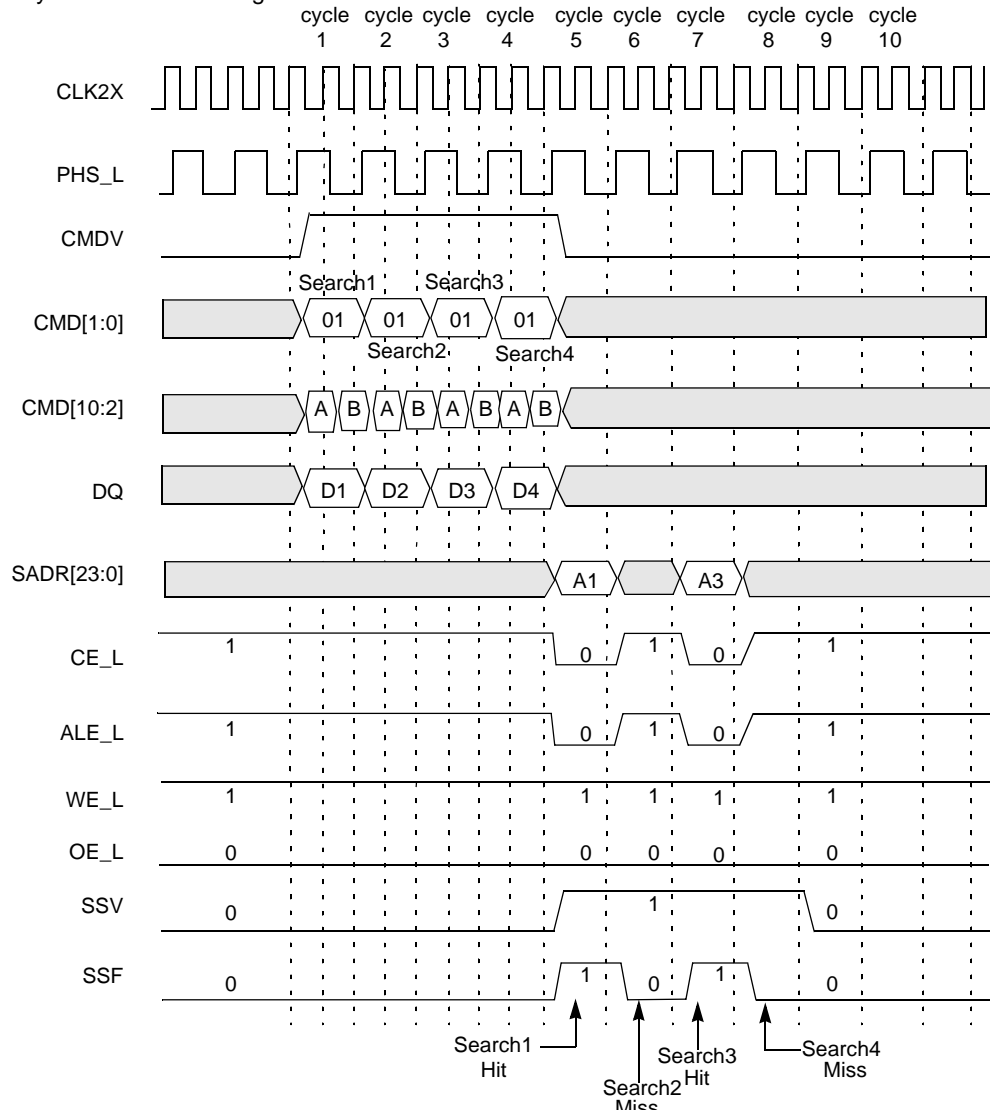 cycle cycle cycle cycle cycle cycle cycle cycle cycle cycle
1 2 3 4 5 6 7 8 9 10
CLK2X
PHS_L
CMDV
Search1 Search3
CMD[1:0] 01 01 01 01
Search2 Search4
CMD[10:2] A B A B A B A B
DQ D1 D2 D3 D4
SADR[23:0] A1 A3
CE_L 1 0 1 0 1
ALE_L 1 0 1 0 1
WE_L 1 1 1 1 1
OE_L 0 0 0 0 0
SSV 0 1 0
SSF 0 1 0 1 0
Search1 Hit
Search2 Miss
Search3 Hit
Search4 Miss